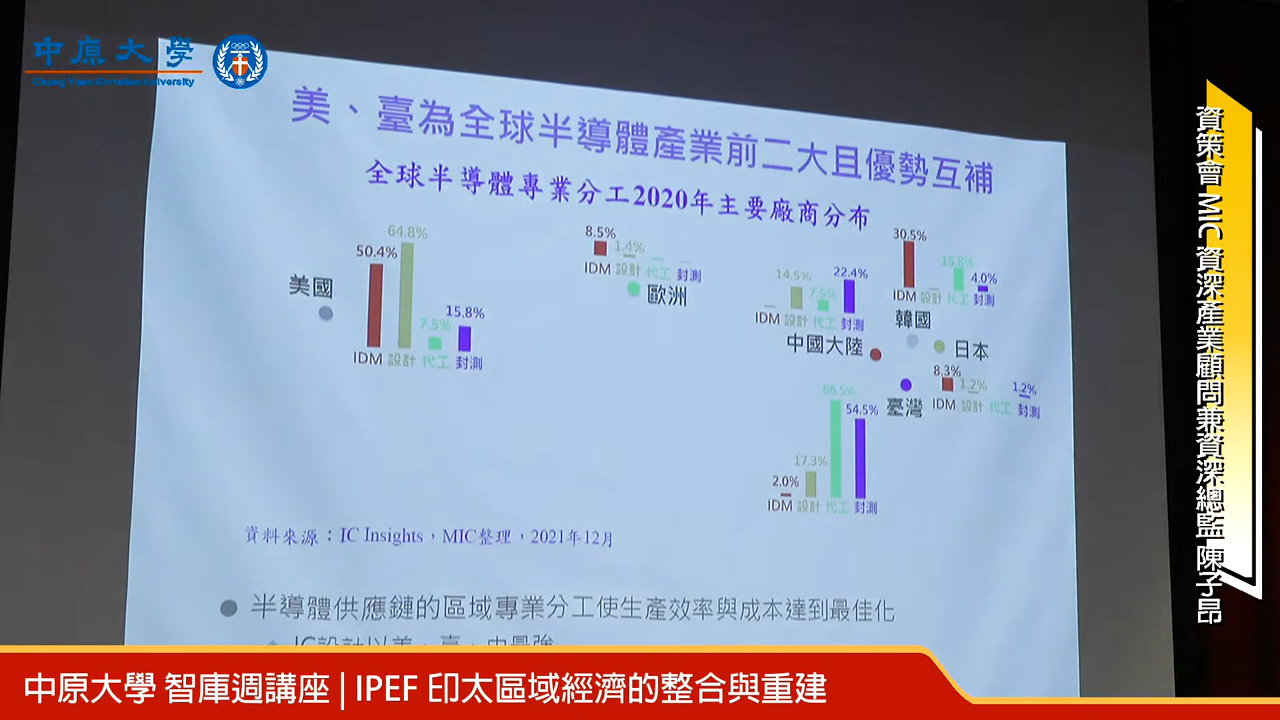 中原大學
Chung Yuan Christian University
美、臺為全球半導體產業前二大且優勢互補
全球半導體專業分工2020年主要廠商分布
美國
50.4%
64.8%
7.5%
15.8%
IDM 設計 代工 封測
8.5%
1.4%
IDM 設計 代工 封測
歐洲
14.5%
7.5%
22.4%
IDM 設計 代工 封測
中國大陸
30.5%
15.8%
4.0%
IDM 設計 代工 封測
韓國
日本
8.3%
1.2%
1.2%
IDM 設計 代工 封測
臺灣
2.0%
17.3%
66.5%
54.5%
IDM 設計 代工 封測
資料來源：IC Insights，MIC整理，2021年12月
半導體供應鏈的區域專業分工使生產效率與成本達到最佳化
IC設計以美、臺、中最強
資策會 MIC 資深產業顧問兼資深總監 陳子昂
中原大學 智庫週講座 | IPEF 印太區域經濟的整合與重建